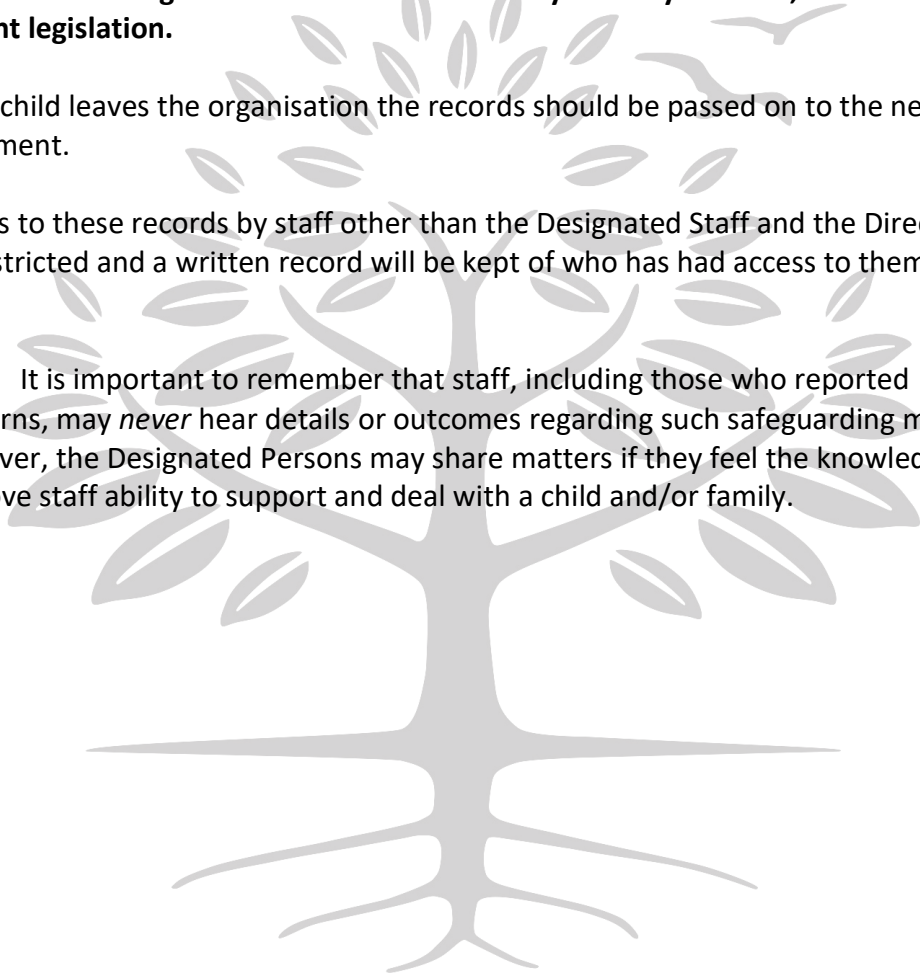 nt legislation.
child leaves the organisation the records should be passed on to the ne
ment.
s to these records by staff other than the Designated Staff and the Direc
stricted and a written record will be kept of who has had access to them
It is important to remember that staff, including those who reported
rns, may never hear details or outcomes regarding such safeguarding m
ver, the Designated Persons may share matters if they feel the knowled
ve staff ability to support and deal with a child and/or family.